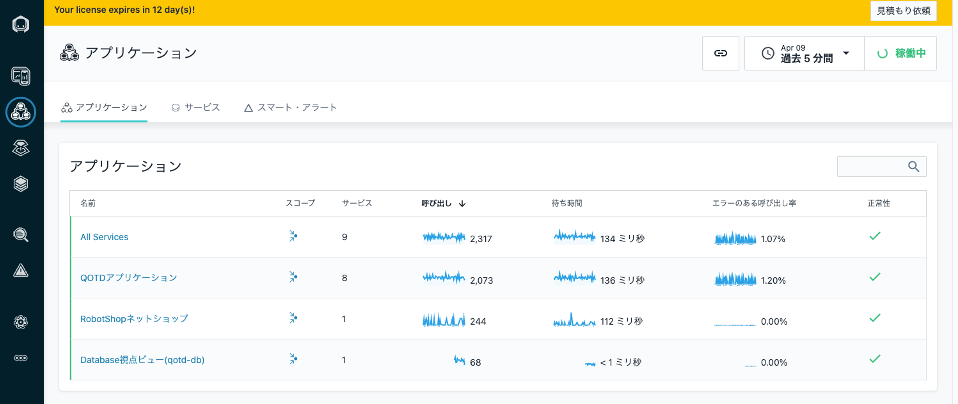 Your license expires in 12 day(s)!
見積もり依頼
アプリケーション
Apr 09
過去 5 分間
稼働中
アプリケーション
サービス
スマート・アラート
アプリケーション
名前 スコープ サービス 呼び出し ↓ 待ち時間 エラーのある呼び出し率 正常性
All Services 9 2,317 134 ミリ秒 1.07%
QOTDアプリケーション 8 2,073 136 ミリ秒 1.20%
RobotShopネットショップ 1 244 112 ミリ秒 0.00%
Database視点ビュー(qotd-db) 1 68 < 1 ミリ秒 0.00%